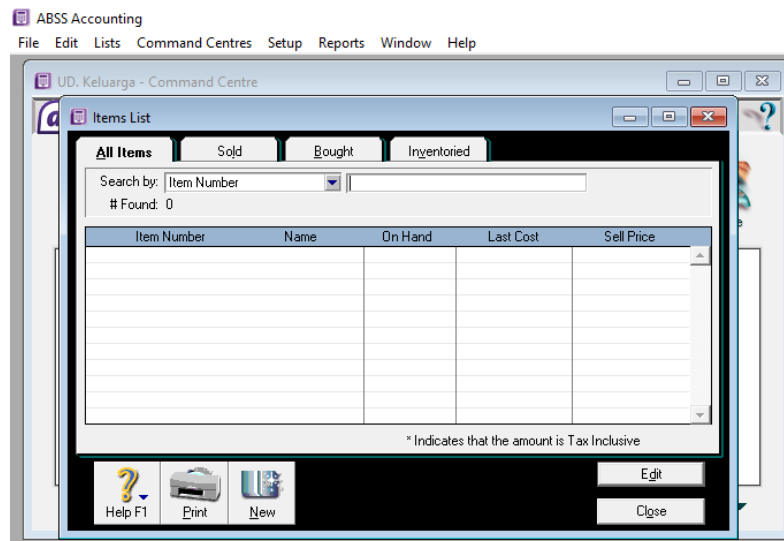 ABSS Accounting
File Edit Lists Command Centres Setup Reports Window Help
UD. Keluarga - Command Centre
Items List
All Items Sold Bought Inventoried
Search by: Item Number
# Found: 0
Item Number Name On Hand Last Cost Sell Price
* Indicates that the amount is Tax Inclusive
Edit
Help F1 Print New Close